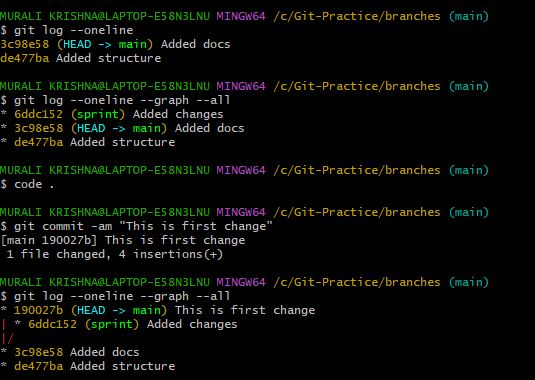 MURALI KRISHNA@LAPTOP-E58N3LNU MINGW64 /c/Git-Practice/branches (main)
$ git log --oneline
3c98e58 (HEAD -> main) Added docs
de477ba Added structure
MURALI KRISHNA@LAPTOP-E58N3LNU MINGW64 /c/Git-Practice/branches (main)
$ git log --oneline --graph --all
* 6ddc152 (sprint) Added changes
* 3c98e58 (HEAD -> main) Added docs
* de477ba Added structure
MURALI KRISHNA@LAPTOP-E58N3LNU MINGW64 /c/Git-Practice/branches (main)
$ code .
MURALI KRISHNA@LAPTOP-E58N3LNU MINGW64 /c/Git-Practice/branches (main)
$ git commit -am "This is first change"
[main 190027b] This is first change
 1 file changed, 4 insertions(+)
MURALI KRISHNA@LAPTOP-E58N3LNU MINGW64 /c/Git-Practice/branches (main)
$ git log --oneline --graph --all
* 190027b (HEAD -> main) This is first change
| * 6ddc152 (sprint) Added changes
|/
* 3c98e58 Added docs
* de477ba Added structure